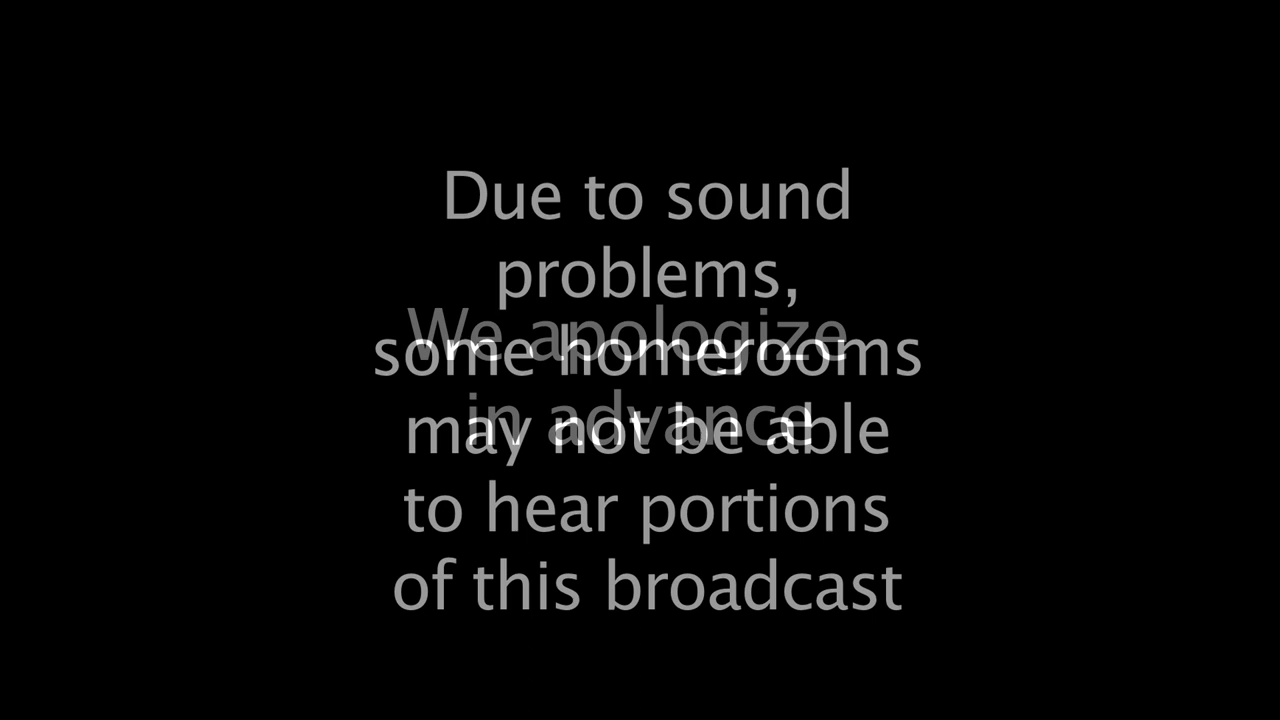 Due to sound
problems,
We apologize
some homerooms
in advance
may not be able
to hear portions
of this broadcast